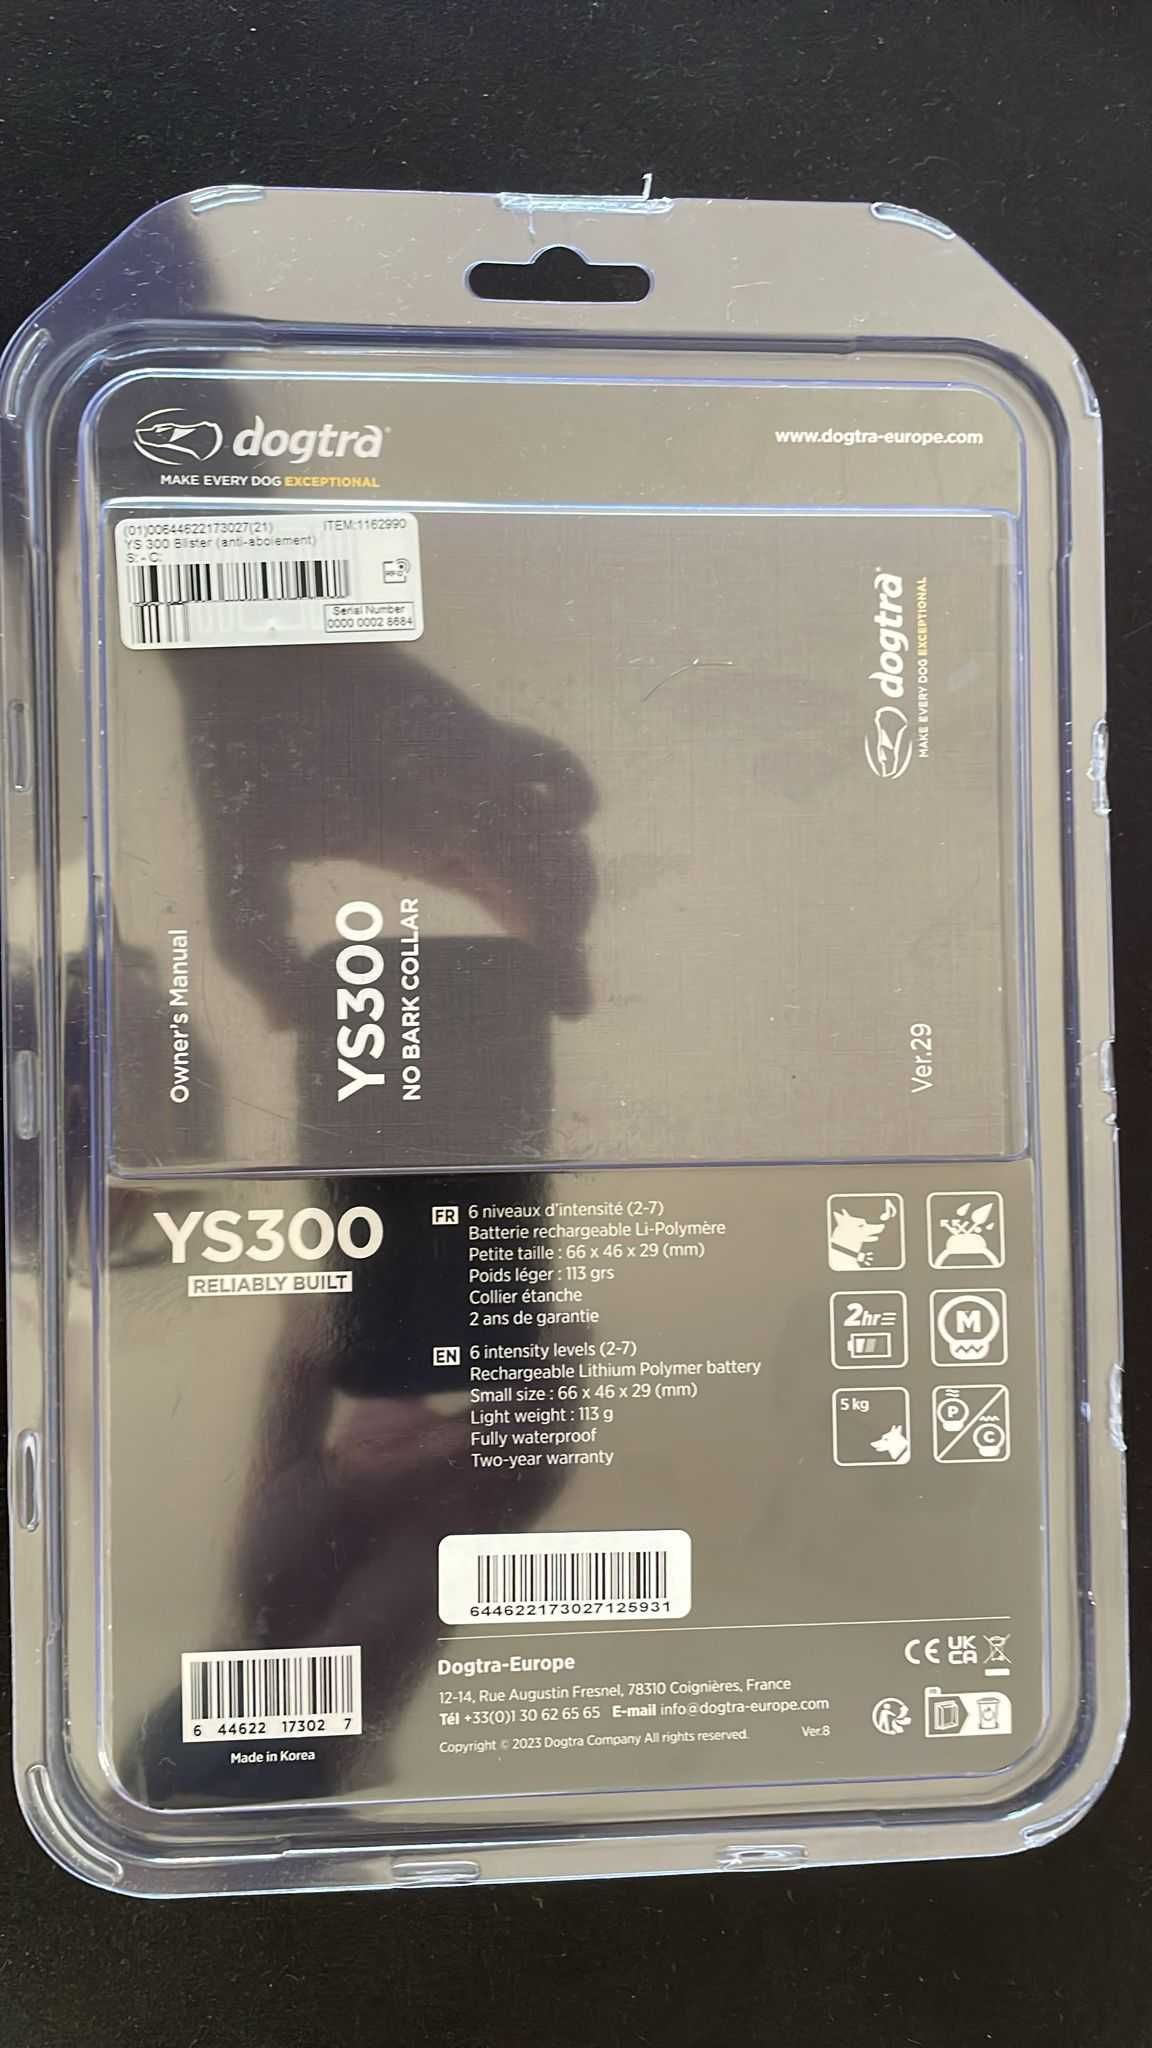 dogtra
MAKE EVERY DOG EXCEPTIONAL
www.dogtra-europe.com
(01)00644622173027(21) ITEM:1162990
YS 300 Blister (anti-aboiement)
S: - C:
RFID
Serial Number
0000 0002 8684
dogtra
MAKE EVERY DOG EXCEPTIONAL
Owner's Manual
YS300
NO BARK COLLAR
Ver.29
YS300
RELIABLY BUILT
FR 6 niveaux d'intensité (2-7)
Batterie rechargeable Li-Polymère
Petite taille : 66 x 46 x 29 (mm)
Poids léger : 113 grs
Collier étanche
2 ans de garantie
EN 6 intensity levels (2-7)
Rechargeable Lithium Polymer battery
Small size : 66 x 46 x 29 (mm)
Light weight : 113 g
Fully waterproof
Two-year warranty
2hr
M
5 kg
P
C
644622173027125931
6 44622 17302 7
Made in Korea
Dogtra-Europe
12-14, Rue Augustin Fresnel, 78310 Coignières, France
Tél +33(0)1 30 62 65 65 E-mail info@dogtra-europe.com
Copyright © 2023 Dogtra Company All rights reserved. Ver.8
CE UK
CA
FR